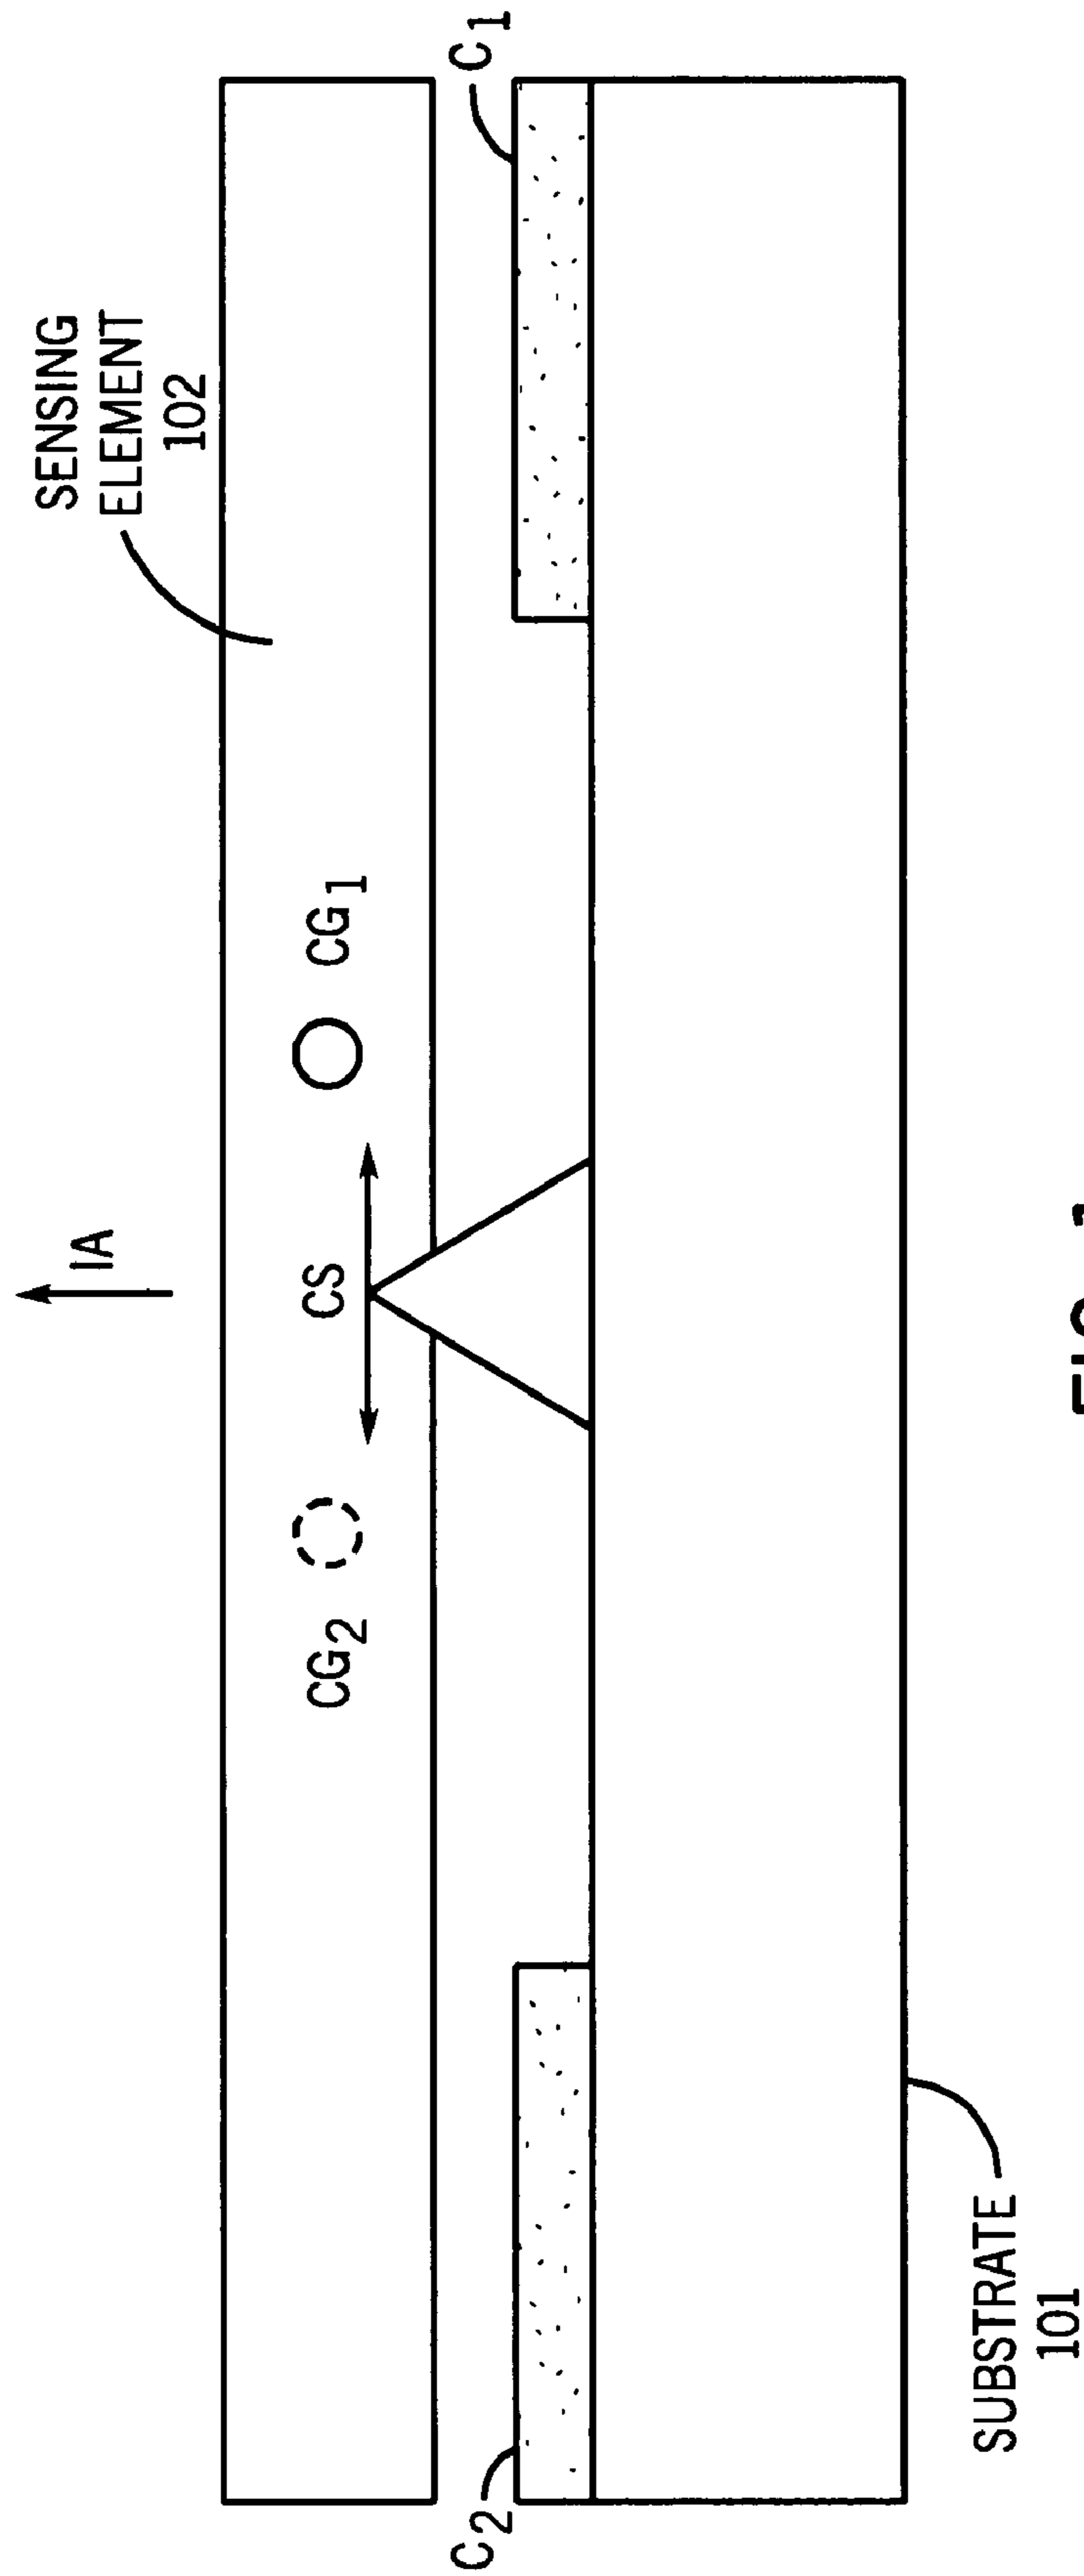 SENSING
ELEMENT
102
IA
C₁
CG₁
CS
CG₂
C₂
SUBSTRATE
101